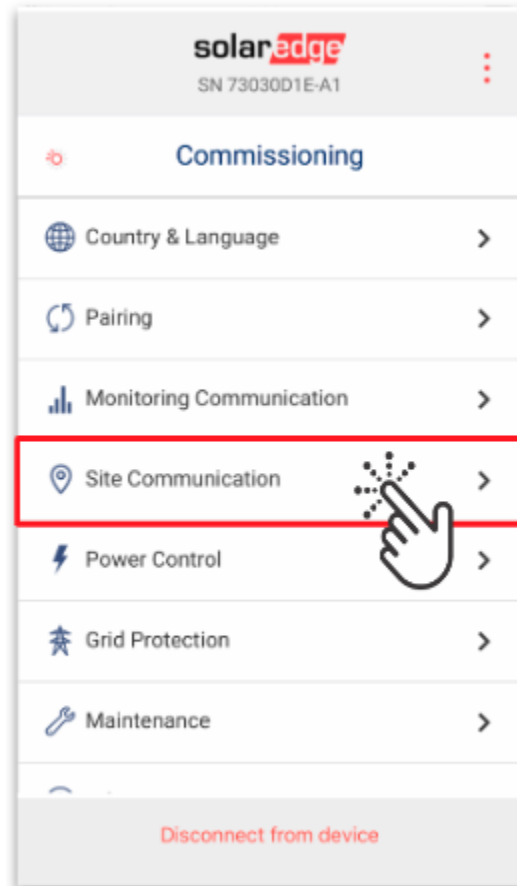 solaredge
SN 73030D1E-A1
Commissioning
Country & Language
Pairing
Monitoring Communication
Site Communication
Power Control
Grid Protection
Maintenance
Disconnect from device